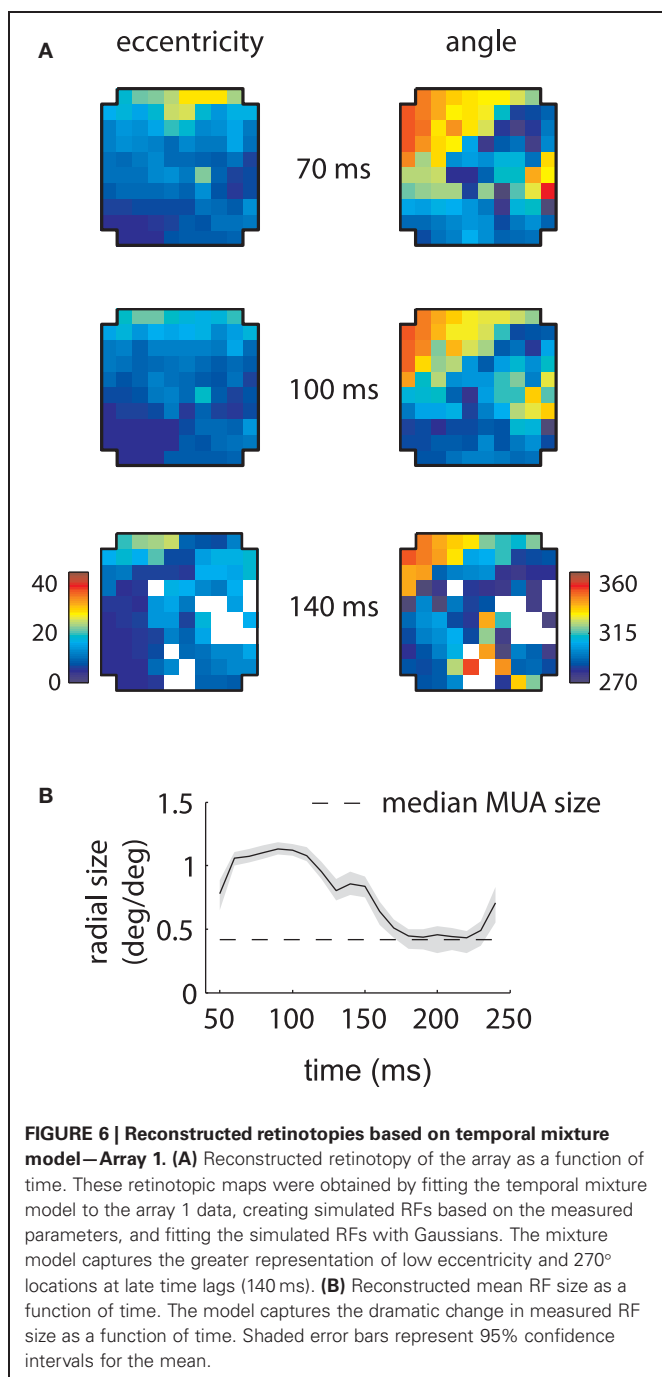 A
eccentricity
angle
70 ms
100 ms
140 ms
40
20
0
360
315
270
B
median MUA size
1.5
1
0.5
0
radial size
(deg/deg)
50
100
150
200
250
time (ms)
FIGURE 6 | Reconstructed retinotopies based on temporal mixture
model—Array 1. (A) Reconstructed retinotopy of the array as a function of
time. These retinotopic maps were obtained by fitting the temporal mixture
model to the array 1 data, creating simulated RFs based on the measured
parameters, and fitting the simulated RFs with Gaussians. The mixture
model captures the greater representation of low eccentricity and 270°
locations at late time lags (140 ms). (B) Reconstructed mean RF size as a
function of time. The model captures the dramatic change in measured RF
size as a function of time. Shaded error bars represent 95% confidence
intervals for the mean.